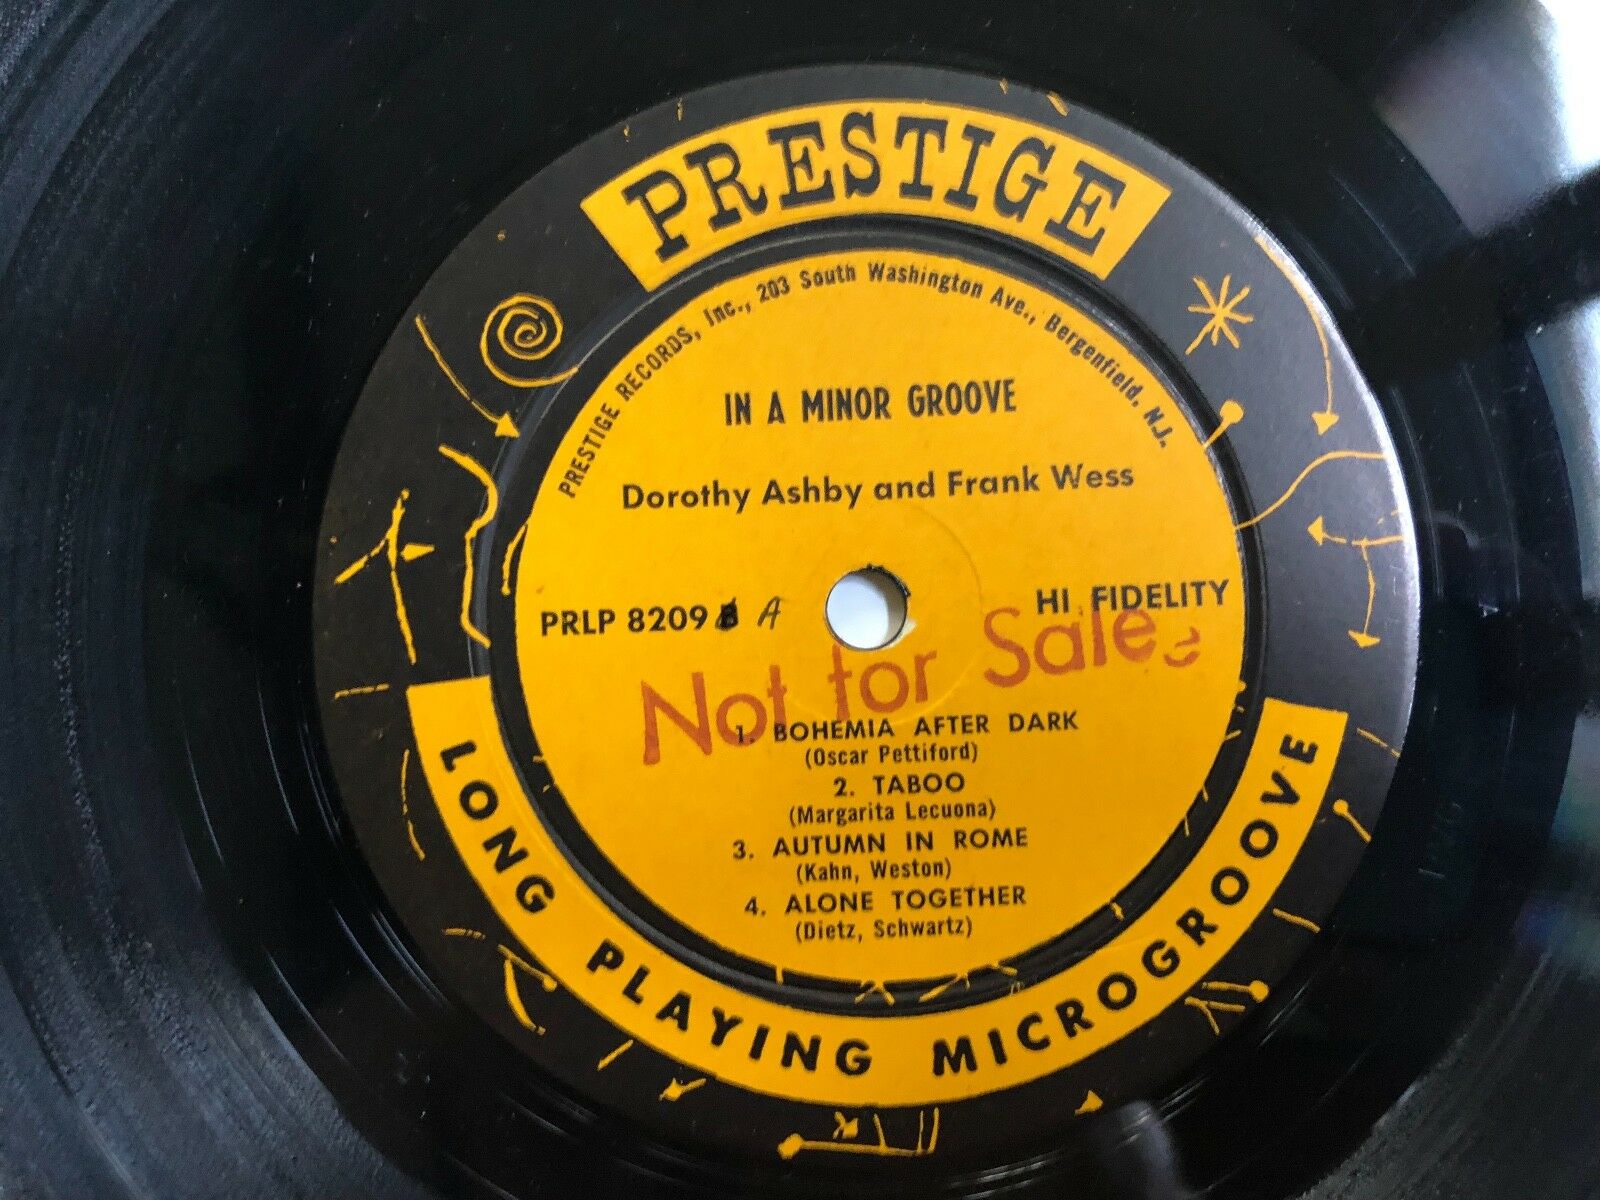 PRESTIGE
PRESTIGE RECORDS, Inc., 203 South Washington Ave., Bergenfield, N.J.
IN A MINOR GROOVE
Dorothy Ashby and Frank Wess
PRLP 8209 A
HI FIDELITY
Not for Sale
1. BOHEMIA AFTER DARK
(Oscar Pettiford)
2. TABOO
(Margarita Lecuona)
3. AUTUMN IN ROME
(Kahn, Weston)
4. ALONE TOGETHER
(Dietz, Schwartz)
LONG PLAYING MICROGROOVE